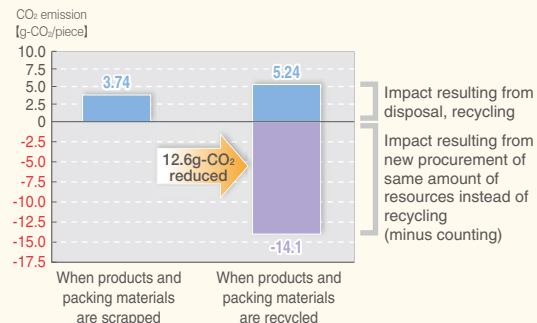 CO₂ emission
【g-CO₂/piece】
10.0
7.5
5.0
2.5
0
-2.5
-5.0
-7.5
-10.0
-12.5
-15.0
-17.5
3.74
5.24
12.6g-CO₂
reduced
-14.1
Impact resulting from
disposal, recycling
Impact resulting from
new procurement of
same amount of
resources instead of
recycling
(minus counting)
When products and
packing materials
are scrapped
When products and
packing materials
are recycled